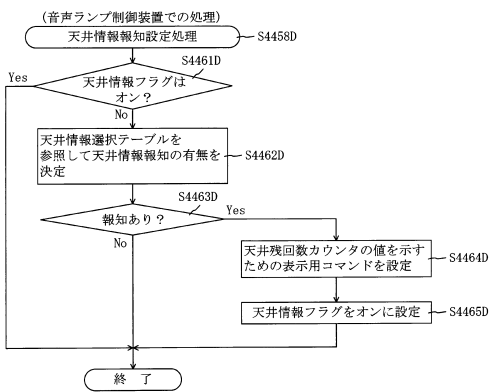 (音声ランプ制御装置での処理)
天井情報報知設定処理
S4458D
S4461D
Yes
天井情報フラグは
オン？
No
天井情報選択テーブルを
参照して天井情報報知の有無を
決定
S4462D
S4463D
報知あり？
Yes
No
天井残回数カウンタの値を示す
ための表示用コマンドを設定
S4464D
天井情報フラグをオンに設定
S4465D
終 了